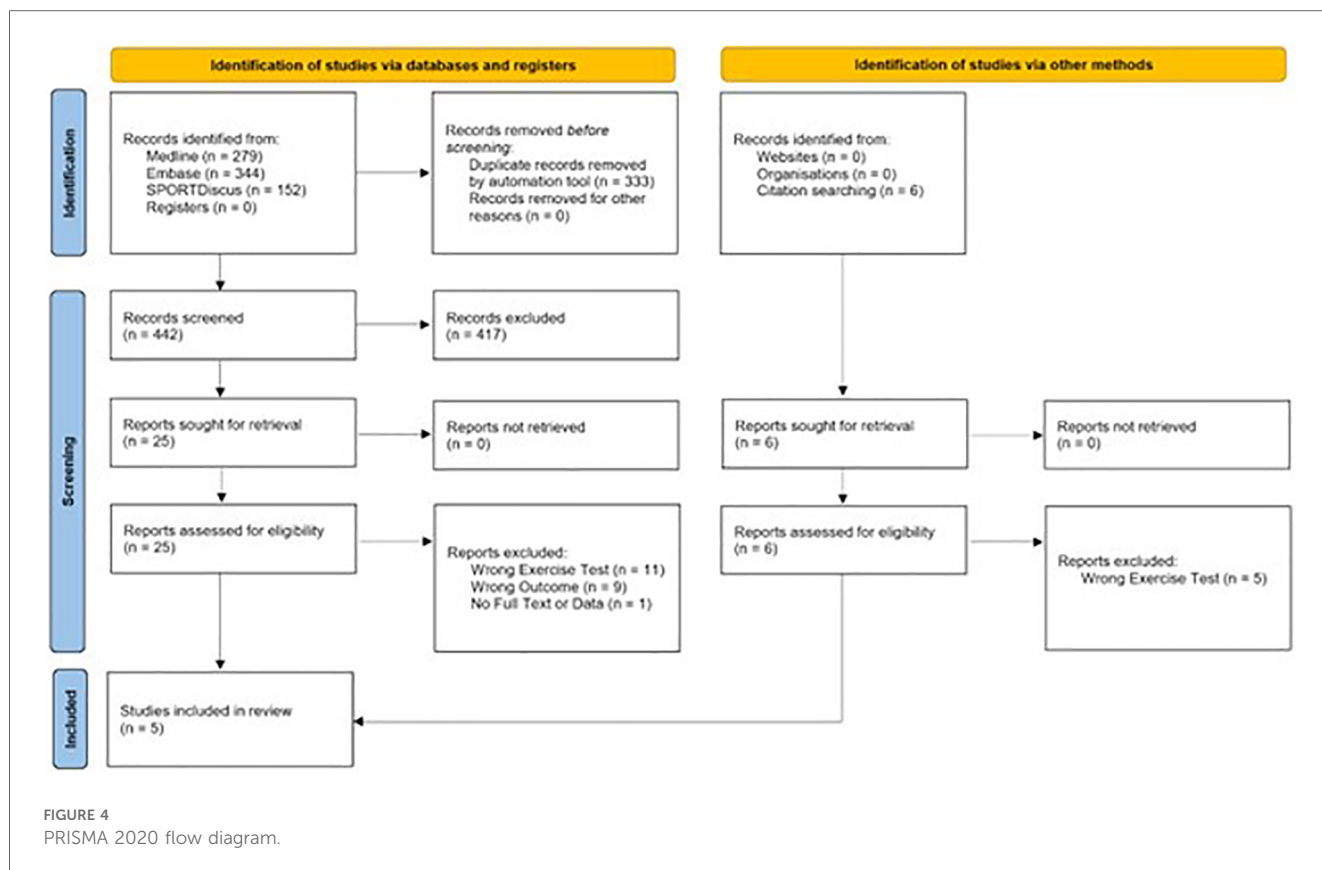 Identification of studies via databases and registers
Identification of studies via other methods
Identification
Records identified from:
Medline (n = 279)
Embase (n = 344)
SPORTDiscus (n = 152)
Registers (n = 0)
Records removed before
screening:
Duplicate records removed
by automation tool (n = 333)
Records removed for other
reasons (n = 0)
Records identified from:
Websites (n = 0)
Organisations (n = 0)
Citation searching (n = 6)
Screening
Records screened
(n = 442)
Records excluded
(n = 417)
Reports sought for retrieval
(n = 25)
Reports not retrieved
(n = 0)
Reports sought for retrieval
(n = 6)
Reports not retrieved
(n = 0)
Reports assessed for eligibility
(n = 25)
Reports excluded:
Wrong Exercise Test (n = 11)
Wrong Outcome (n = 9)
No Full Text or Data (n = 1)
Reports assessed for eligibility
(n = 6)
Reports excluded:
Wrong Exercise Test (n = 5)
Included
Studies included in review
(n = 5)
FIGURE 4
PRISMA 2020 flow diagram.